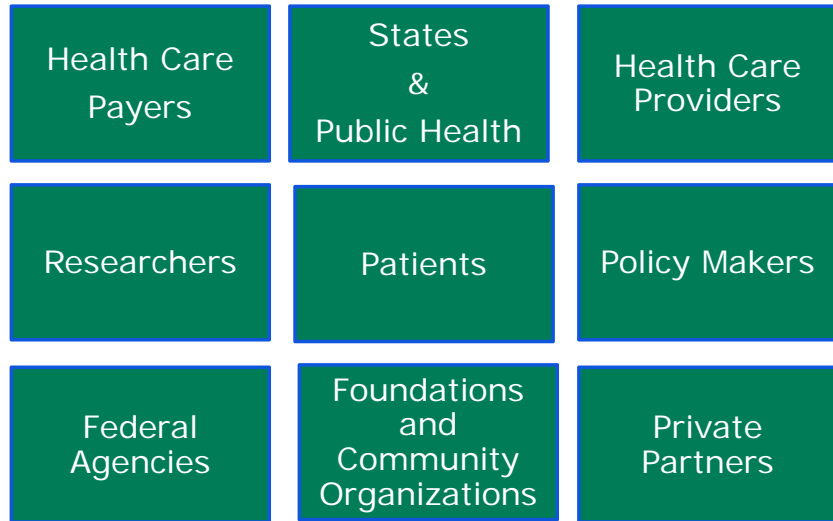 Health Care
Payers
States
&
Public Health
Health Care
Providers
Researchers
Patients
Policy Makers
Federal
Agencies
Foundations
and
Community
Organizations
Private
Partners